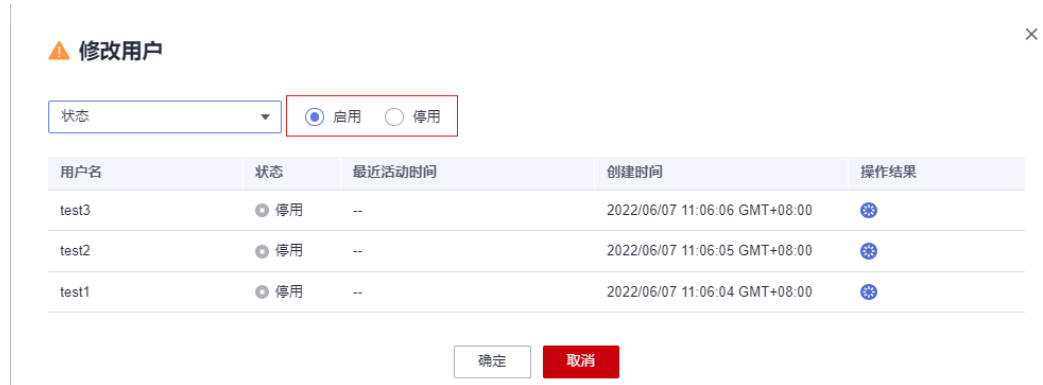 修改用户
状态 启用 停用
用户名 状态 最近活动时间 创建时间 操作结果
test3 停用 -- 2022/06/07 11:06:06 GMT+08:00
test2 停用 -- 2022/06/07 11:06:05 GMT+08:00
test1 停用 -- 2022/06/07 11:06:04 GMT+08:00
确定 取消